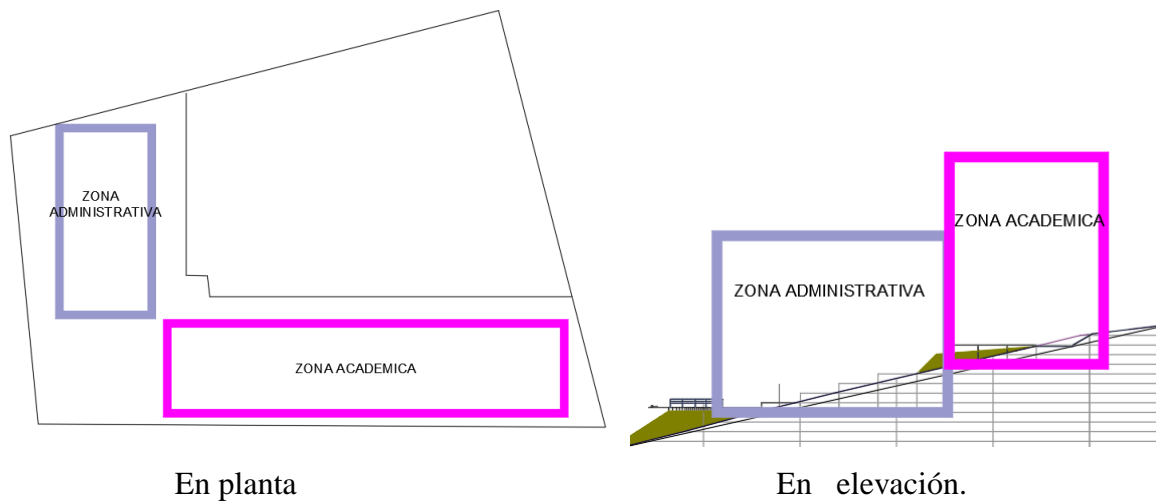 ZONA
ADMINISTRATIVA
ZONA ACADEMICA
ZONA ACADEMICA
ZONA ADMINISTRATIVA
En planta
En elevación.